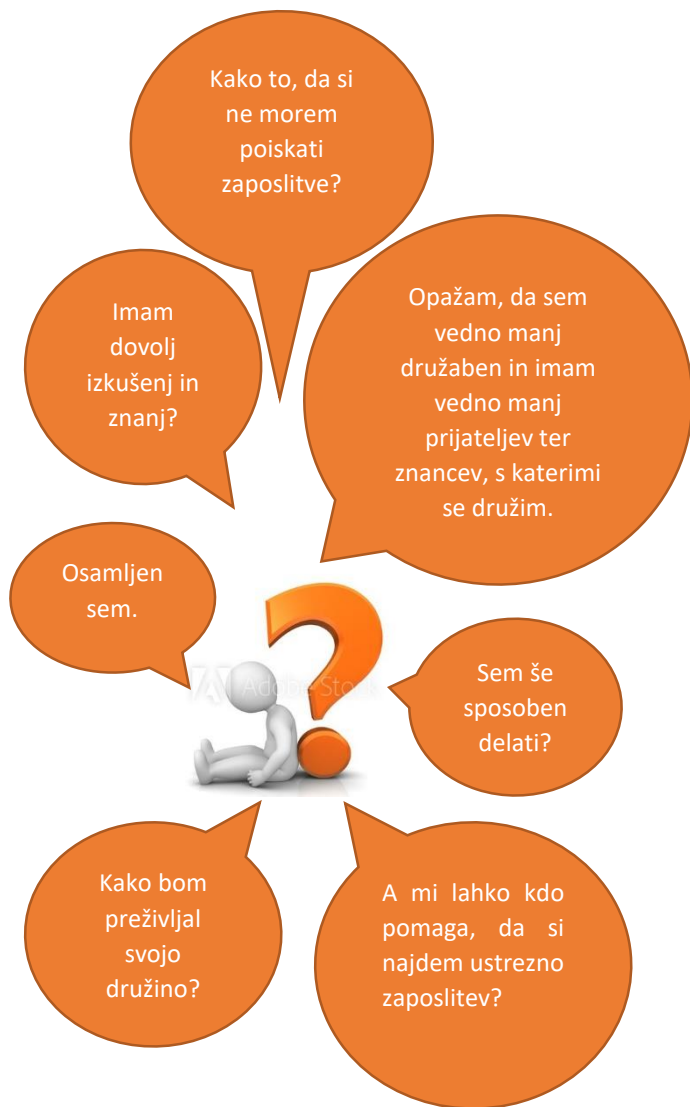 Kako to, da si
ne morem
poiskati
zaposlitve?
Imam
dovolj
izkušenj in
znanj?
Opažam, da sem
vedno manj
družaben in imam
vedno manj
prijateljev ter
znancev, s katerimi
se družim.
Osamljen
sem.
Adobe Stock
Sem še
sposoben
delati?
Kako bom
preživljal
svojo
družino?
A mi lahko kdo
pomaga, da si
najdem ustrezno
zaposlitev?